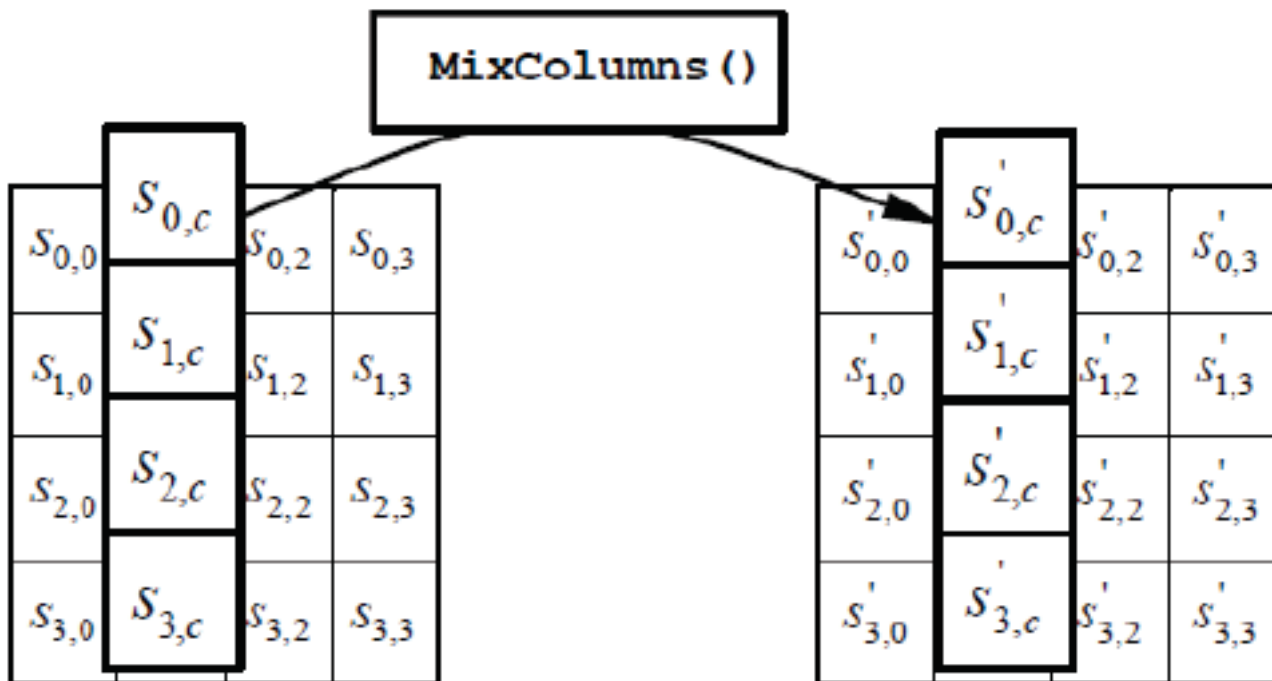 MixColumns()
S0,c S'0,c
S0,0 S0,2 S0,3 S'0,0 S'0,2 S'0,3
S1,c S'1,c
S1,0 S1,2 S1,3 S'1,0 S'1,2 S'1,3
S2,c S'2,c
S2,0 S2,2 S2,3 S'2,0 S'2,2 S'2,3
S3,c S'3,c
S3,0 S3,2 S3,3 S'3,0 S'3,2 S'3,3